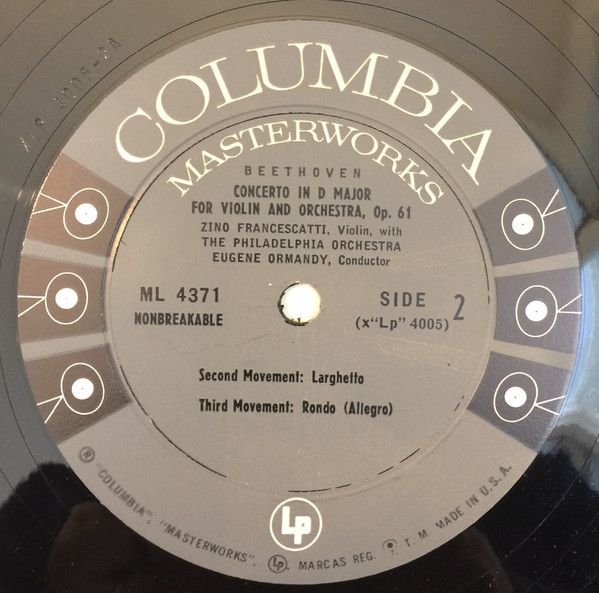 COLUMBIA
MASTERWORKS
BEETHOVEN
CONCERTO IN D MAJOR
FOR VIOLIN AND ORCHESTRA, Op. 61
ZINO FRANCESCATTI, Violin, with
THE PHILADELPHIA ORCHESTRA
EUGENE ORMANDY, Conductor
ML 4371
NONBREAKABLE
SIDE 2
(x"Lp" 4005)
Second Movement: Larghetto
Third Movement: Rondo (Allegro)
Lp
® "COLUMBIA", "MASTERWORKS", Lp, MARCAS REG. T. M. MADE IN U. S. A.